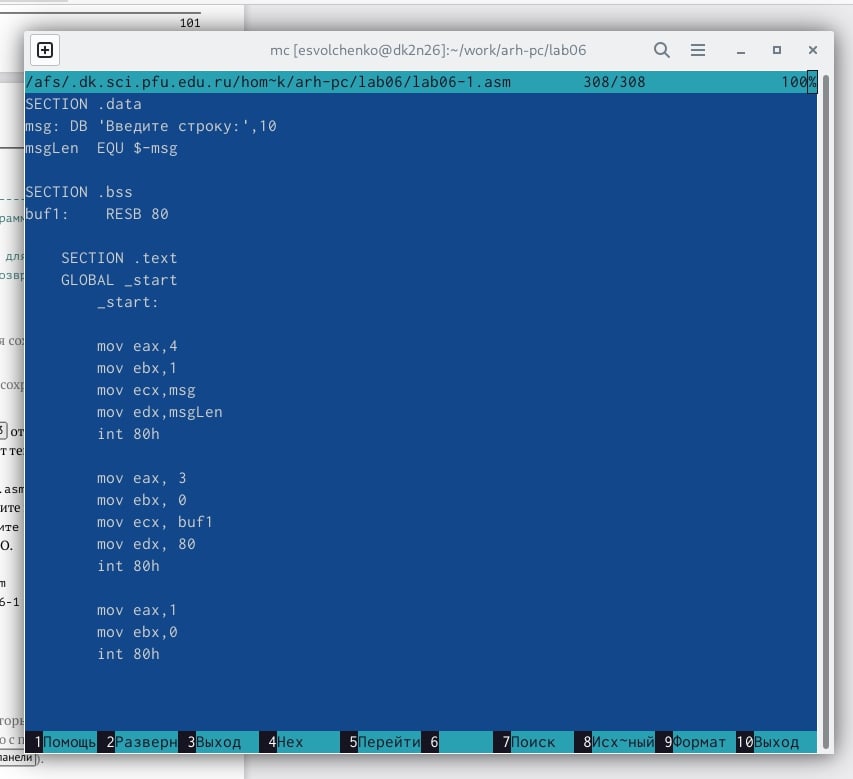 101
mc [esvolchenko@dk2n26]:~/work/arh-pc/lab06
/afs/.dk.sci.pfu.edu.ru/hom~k/arh-pc/lab06/lab06-1.asm 308/308 100%
SECTION .data
msg: DB 'Введите строку:',10
msgLen EQU $-msg
SECTION .bss
buf1: RESB 80
SECTION .text
GLOBAL _start
_start:
mov eax,4
mov ebx,1
mov ecx,msg
mov edx,msgLen
int 80h
mov eax, 3
mov ebx, 0
mov ecx, buf1
mov edx, 80
int 80h
mov eax,1
mov ebx,0
int 80h
1Помощь 2Разверн 3Выход 4Hex 5Перейти 6 7Поиск 8Исх~ный 9Формат 10Выход